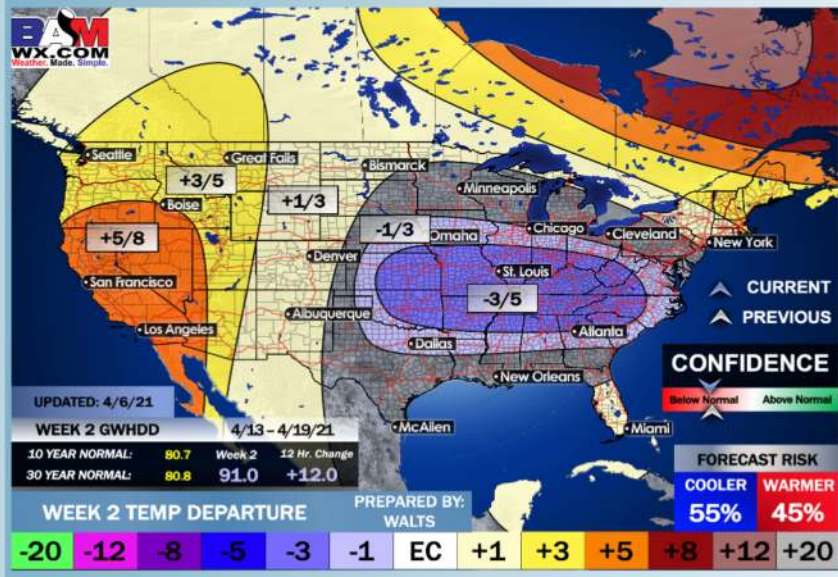 BAM
WX.COM
Weather. Made. Simple.
Seattle
Great Falls
+3/5
Bismarck
Minneapolis
Boise
+1/3
+5/8
-1/3
Omaha
Chicago
Cleveland
New York
Denver
San Francisco
St. Louis
-3/5
CURRENT
PREVIOUS
Albuquerque
Los Angeles
Dallas
Atlanta
CONFIDENCE
Below Normal Above Normal
New Orleans
McAllen
Miami
UPDATED: 4/6/21
WEEK 2 GWHDD 4/13 – 4/19/21
10 YEAR NORMAL: 80.7 Week 2 12 Hr. Change
30 YEAR NORMAL: 80.8 91.0 +12.0
FORECAST RISK
COOLER WARMER
55% 45%
WEEK 2 TEMP DEPARTURE
PREPARED BY:
WALTS
-20 -12 -8 -5 -3 -1 EC +1 +3 +5 +8 +12 +20